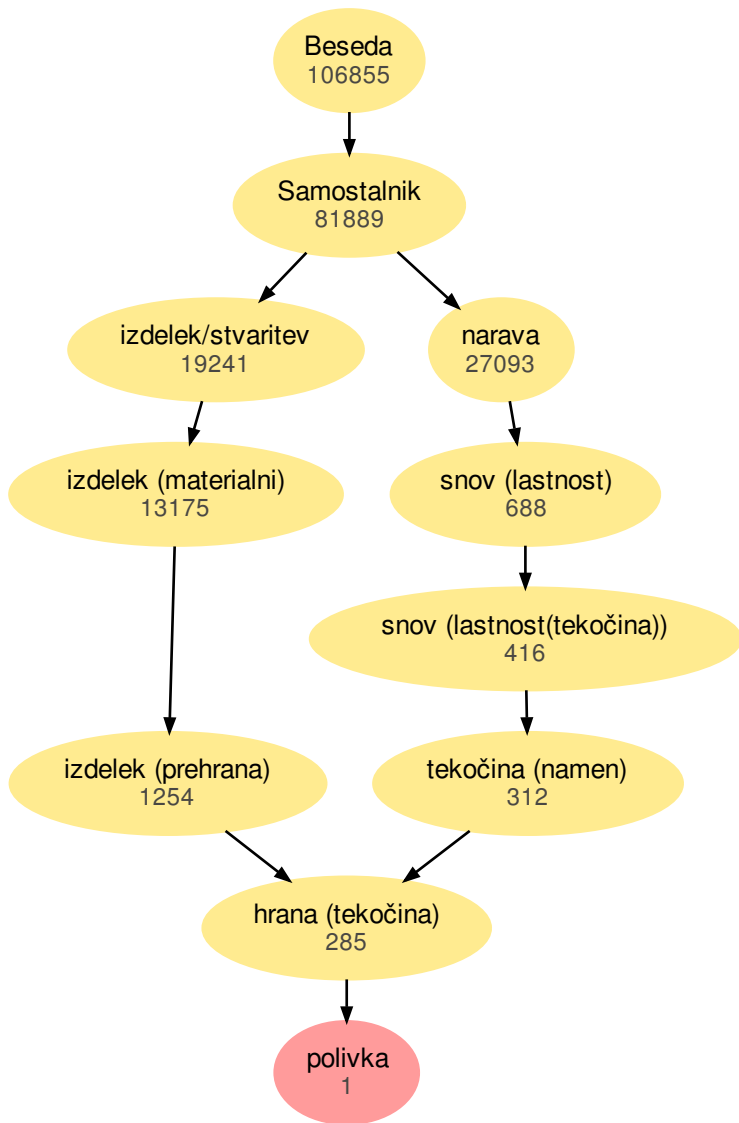 Beseda
106855
Samostalnik
81889
izdelek/stvaritev
19241
narava
27093
izdelek (materialni)
13175
snov (lastnost)
688
snov (lastnost(tekočina))
416
izdelek (prehrana)
1254
tekočina (namen)
312
hrana (tekočina)
285
polivka
1